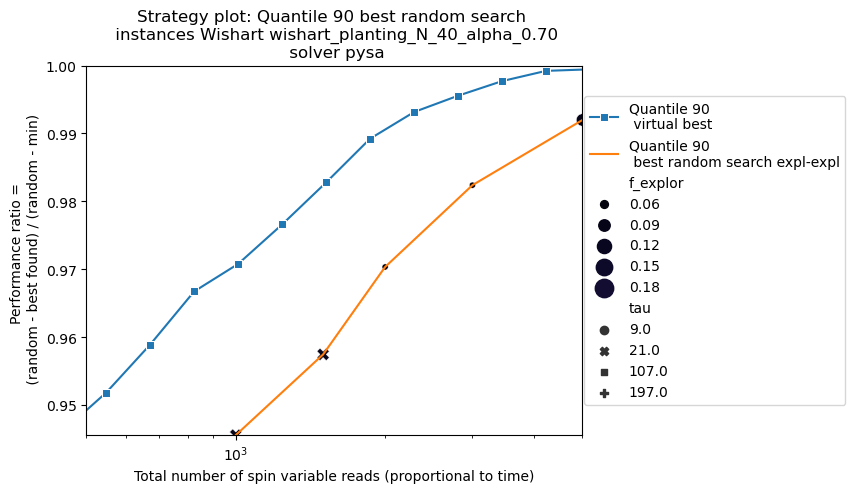 Strategy plot: Quantile 90 best random search
instances Wishart wishart_planting_N_40_alpha_0.70
solver pysa
1.00
0.99
0.98
0.97
0.96
0.95
Performance ratio =
(random - best found) / (random - min)
10^3
Total number of spin variable reads (proportional to time)
Quantile 90
virtual best
Quantile 90
best random search expl-expl
f_explor
0.06
0.09
0.12
0.15
0.18
tau
9.0
21.0
107.0
197.0